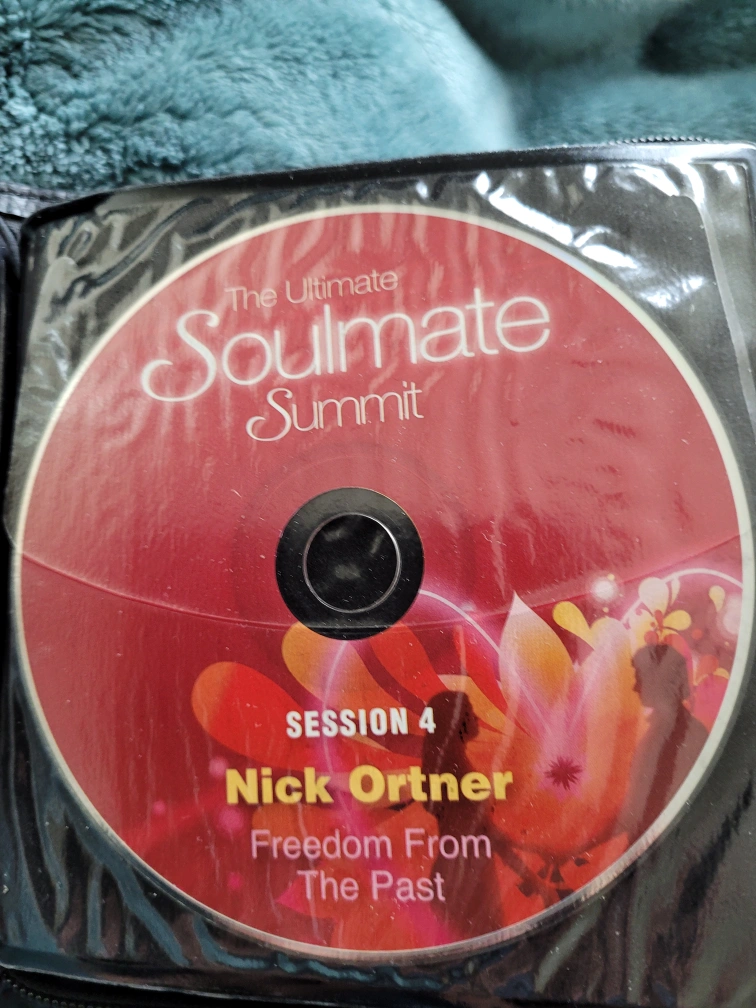 The Ultimate
Soulmate
Summit
SESSION 4
Nick Ortner
Freedom From
The Past